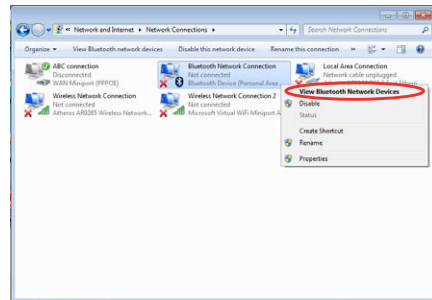 « Network and Internet ▸ Network Connections ▸
Search Network Connections
Organize
View Bluetooth network devices
Disable this network device
Rename this connection
»
ABC connection
Disconnected
WAN Miniport (PPPOE)
Bluetooth Network Connection
Not connected
Bluetooth Device (Personal Area ...
Local Area Connection
Network cable unplugged
Wireless Network Connection
Not connected
Atheros AR9285 Wireless Network...
Wireless Network Connection 2
Not connected
Microsoft Virtual WiFi Miniport A
View Bluetooth Network Devices
Disable
Status
Create Shortcut
Rename
Properties